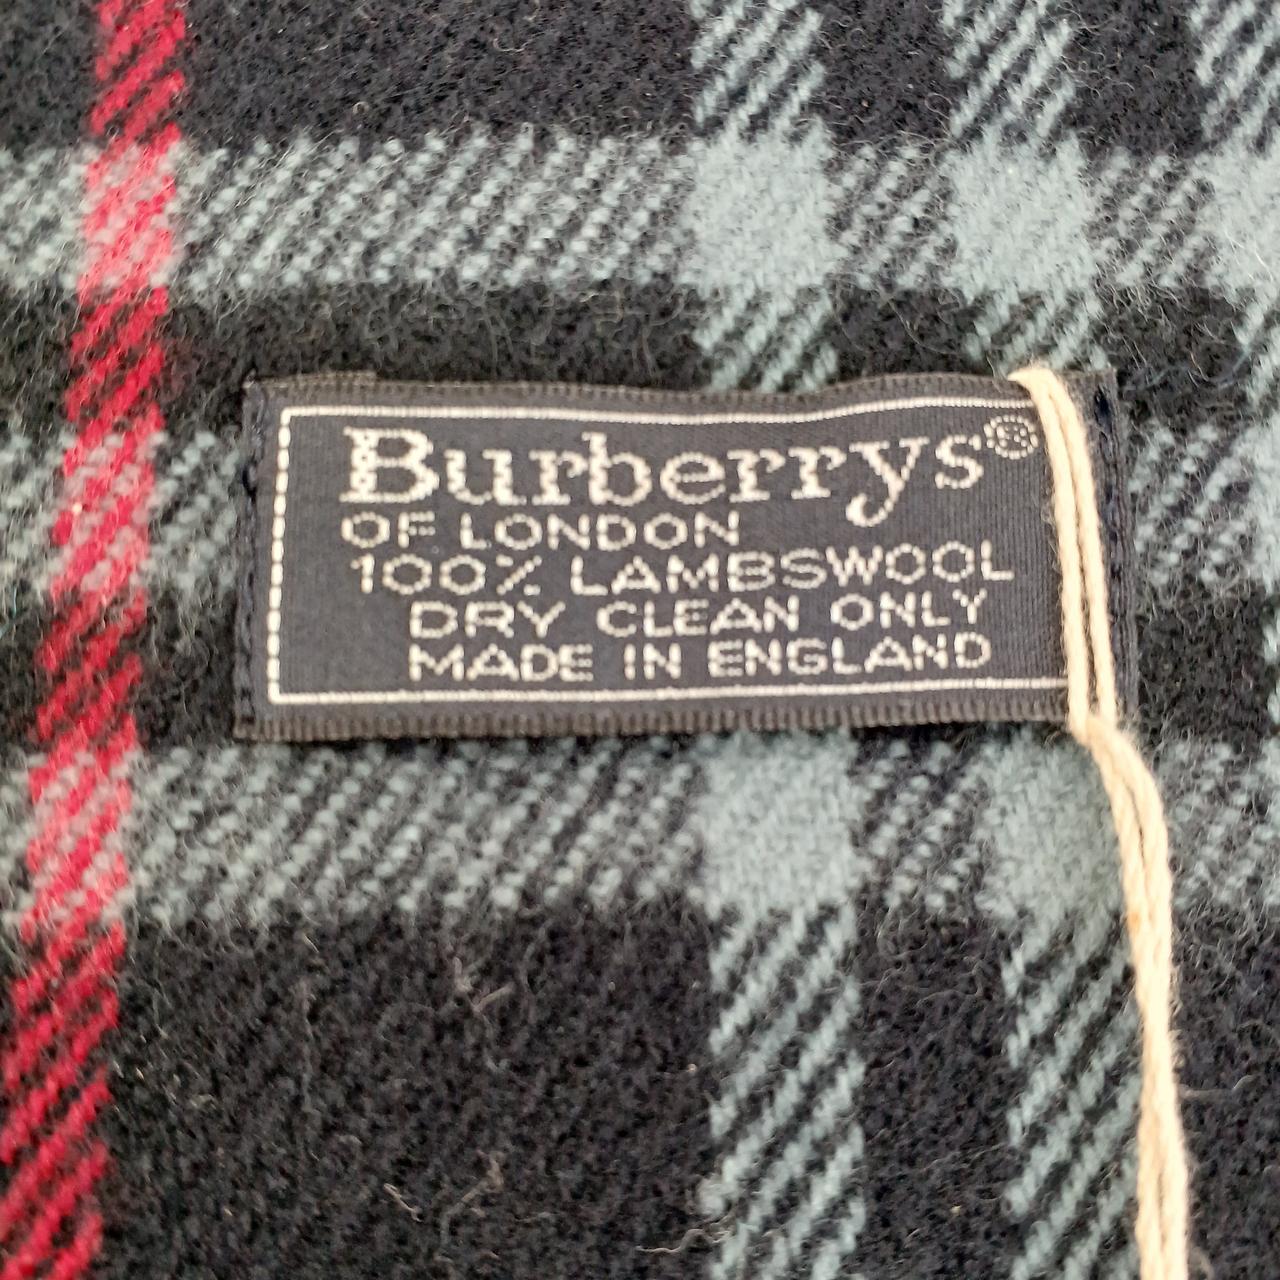 Burberrys®
OF LONDON
100% LAMBSWOOL
DRY CLEAN ONLY
MADE IN ENGLAND